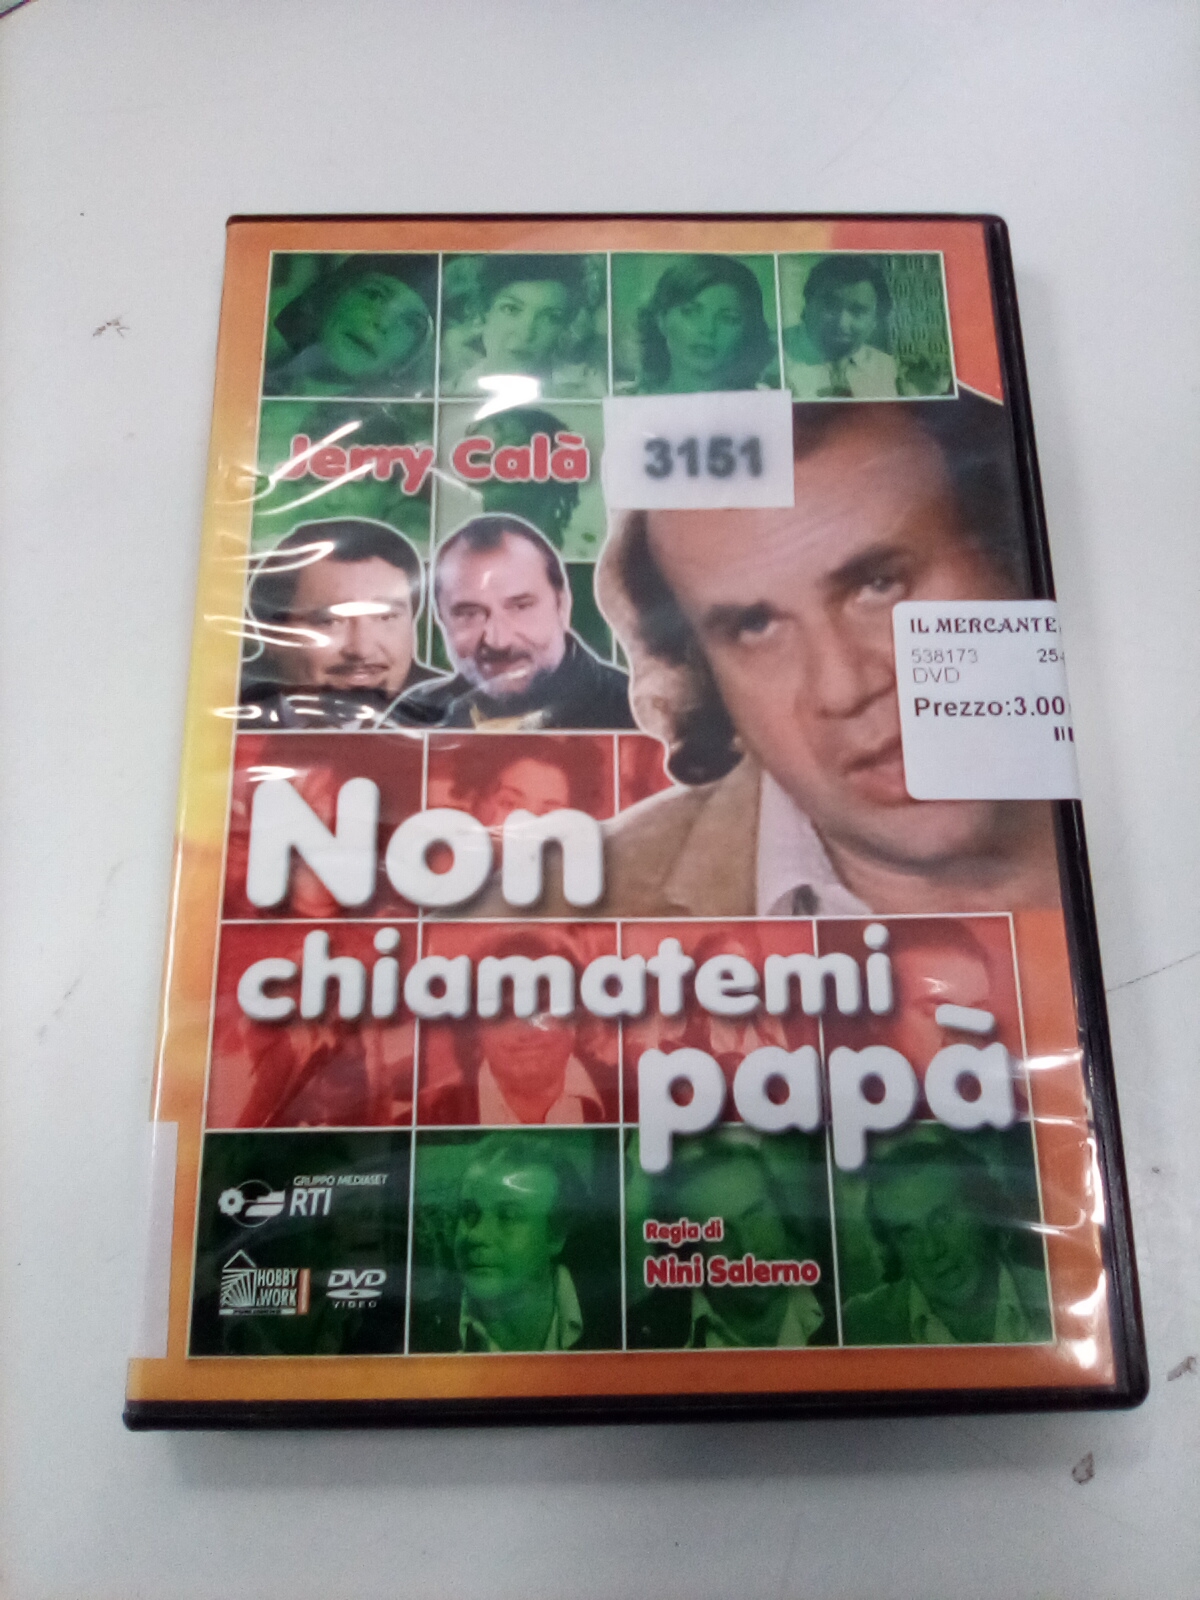 Jerry Calà
3151
IL MERCANTE
538173 25
DVD
Prezzo:3.00
Non
chiamatemi
papà
GRUPPO MEDIASET
RTI
Regia di
Nini Salerno
HOBBY
&WORK
DVD
VIDEO